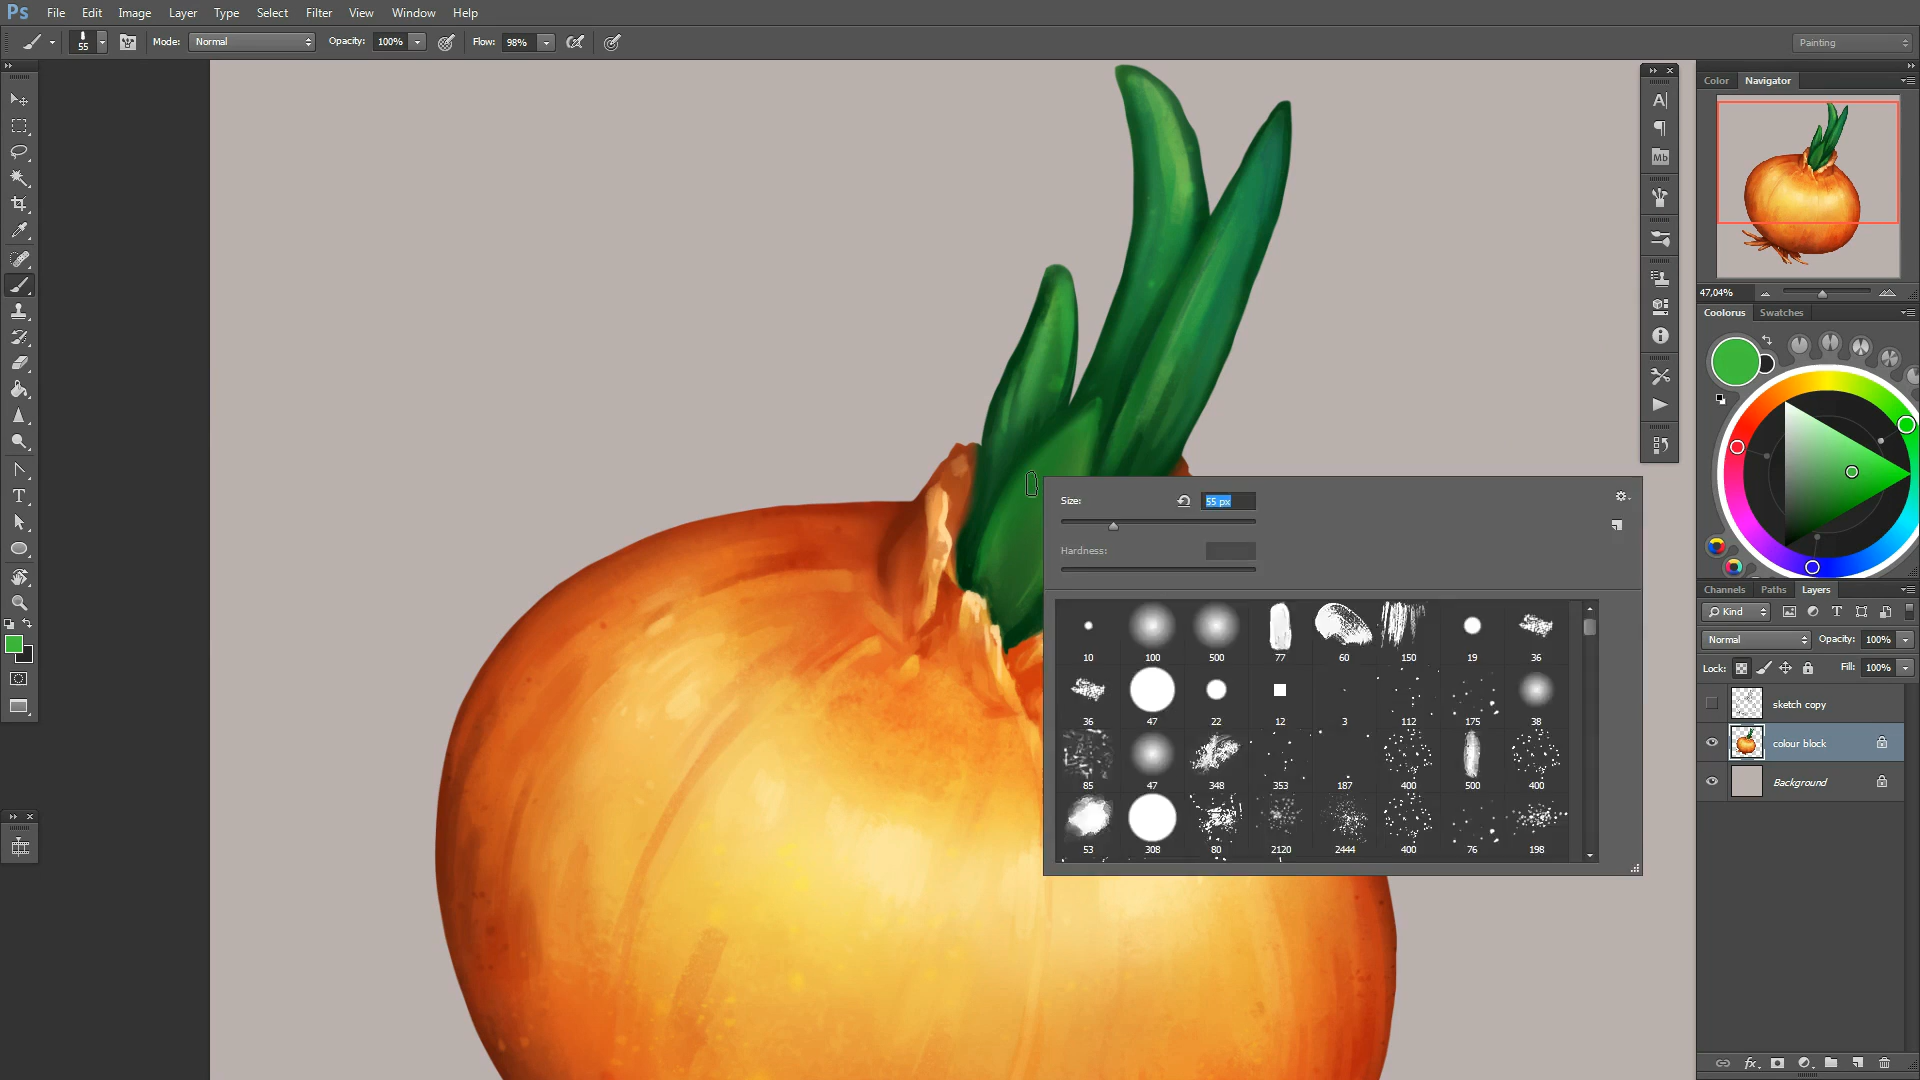 Ps File Edit Image Layer Type Select Filter View Window Help
55 Mode: Normal Opacity: 100% Flow: 98% Painting
Color Navigator
47,04%
Coolorus Swatches
Size: 55 px
Hardness:
10 100 500 77 60 150 19 36
36 47 22 12 3 112 175 38
85 47 348 353 187 400 500 400
53 308 80 2120 2444 400 76 198
Channels Paths Layers
Kind
Normal Opacity: 100%
Lock: Fill: 100%
sketch copy
colour block
Background
A
Mb
T
T
fx